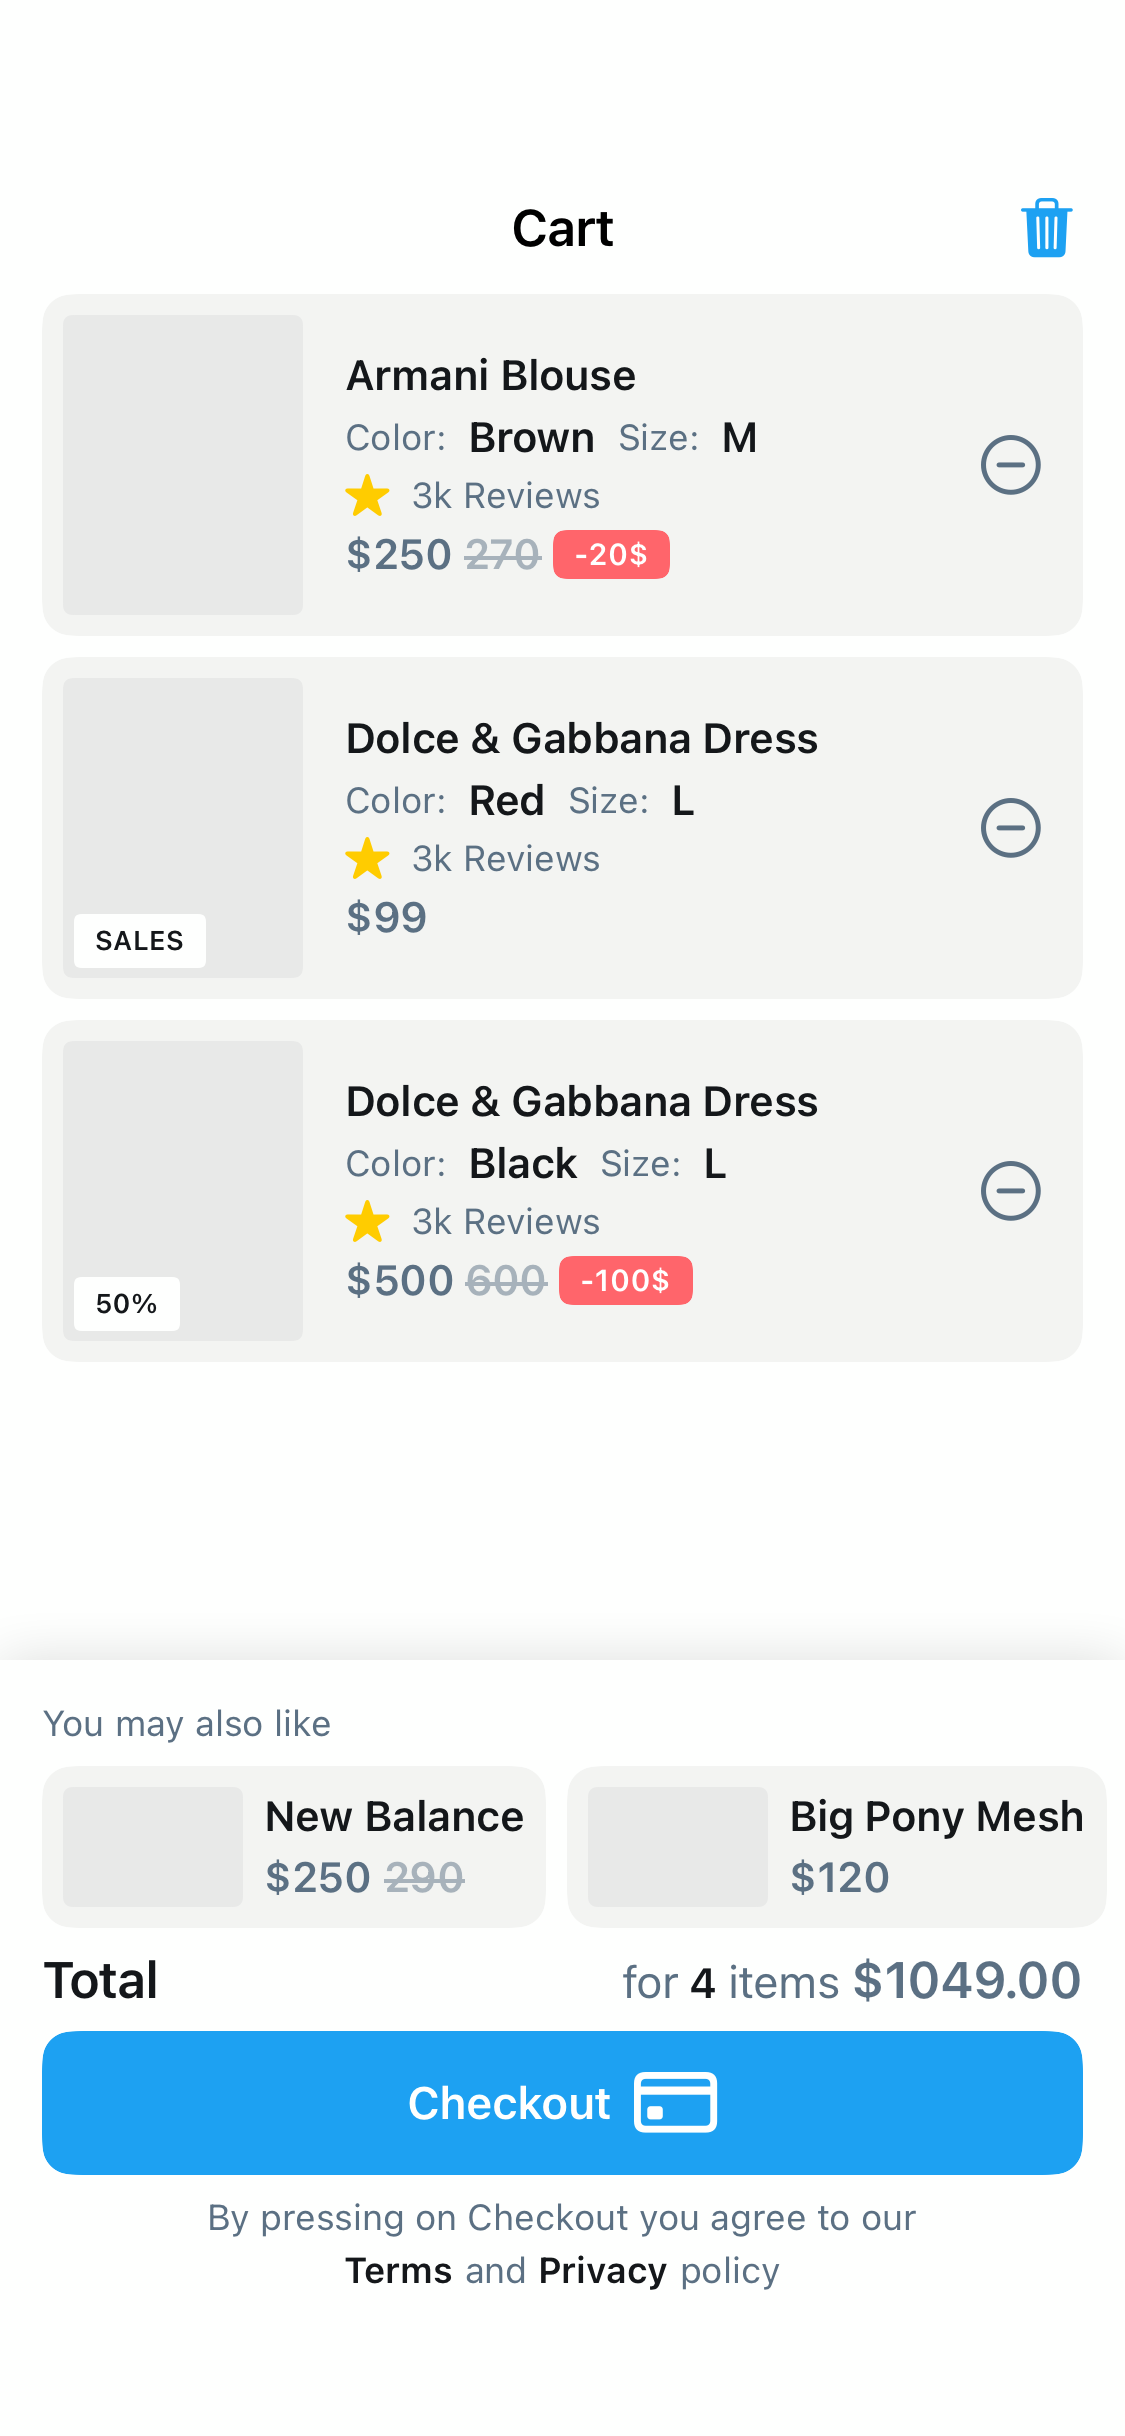 Cart
Armani Blouse
Color: Brown Size: M
3k Reviews
$250 270 -20$
Dolce & Gabbana Dress
Color: Red Size: L
3k Reviews
$99
SALES
Dolce & Gabbana Dress
Color: Black Size: L
3k Reviews
$500 600 -100$
50%
You may also like
New Balance
$250 290
Big Pony Mesh
$120
Total for 4 items $1049.00
Checkout
By pressing on Checkout you agree to our
Terms and Privacy policy